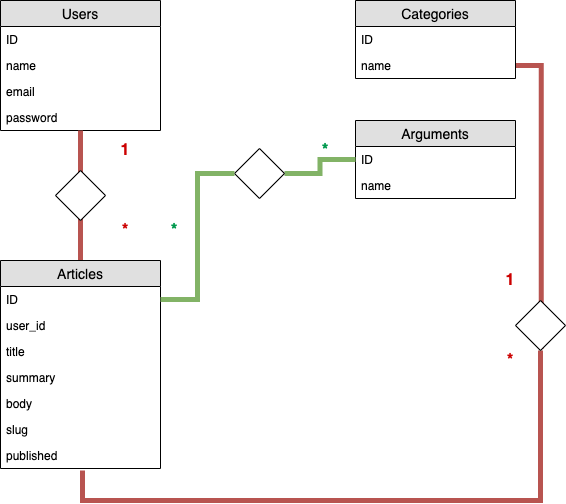 Users
ID
name
email
password
Categories
ID
name
Arguments
ID
name
1
*
*
*
1
*
Articles
ID
user_id
title
summary
body
slug
published